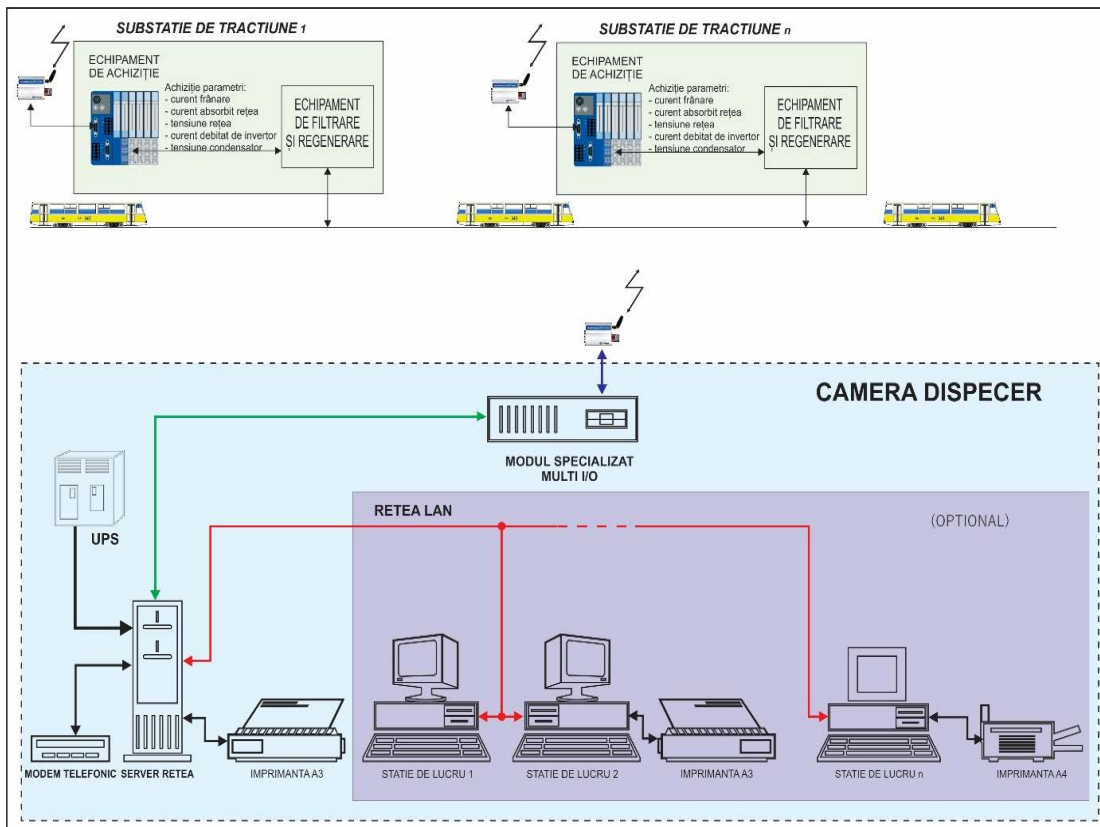 SUBSTATIE DE TRACTIUNE 1
ECHIPAMENT
DE ACHIZIȚIE
Achiziție parametri:
- curent frânare
- curent absorbit rețea
- tensiune rețea
- curent debitat de invertor
- tensiune condensator
ECHIPAMENT
DE FILTRARE
ȘI REGENERARE
SUBSTATIE DE TRACTIUNE n
ECHIPAMENT
DE ACHIZIȚIE
Achiziție parametri:
- curent frânare
- curent absorbit rețea
- tensiune rețea
- curent debitat de invertor
- tensiune condensator
ECHIPAMENT
DE FILTRARE
ȘI REGENERARE
CAMERA DISPECER
MODUL SPECIALIZAT
MULTI I/O
UPS
RETEA LAN
(OPTIONAL)
MODEM TELEFONIC
SERVER RETEA
IMPRIMANTA A3
STATIE DE LUCRU 1
STATIE DE LUCRU 2
IMPRIMANTA A3
STATIE DE LUCRU n
IMPRIMANTA A4